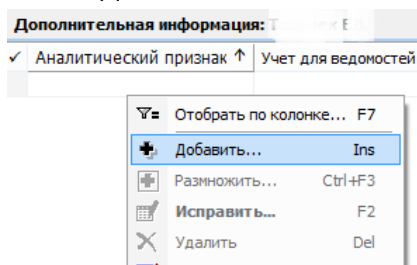 Дополнительная информация:
✓ Аналитический признак ↑ Учет для ведомостей
Отобрать по колонке... F7
Добавить... Ins
Размножить... Ctrl+F3
Исправить... F2
Удалить Del